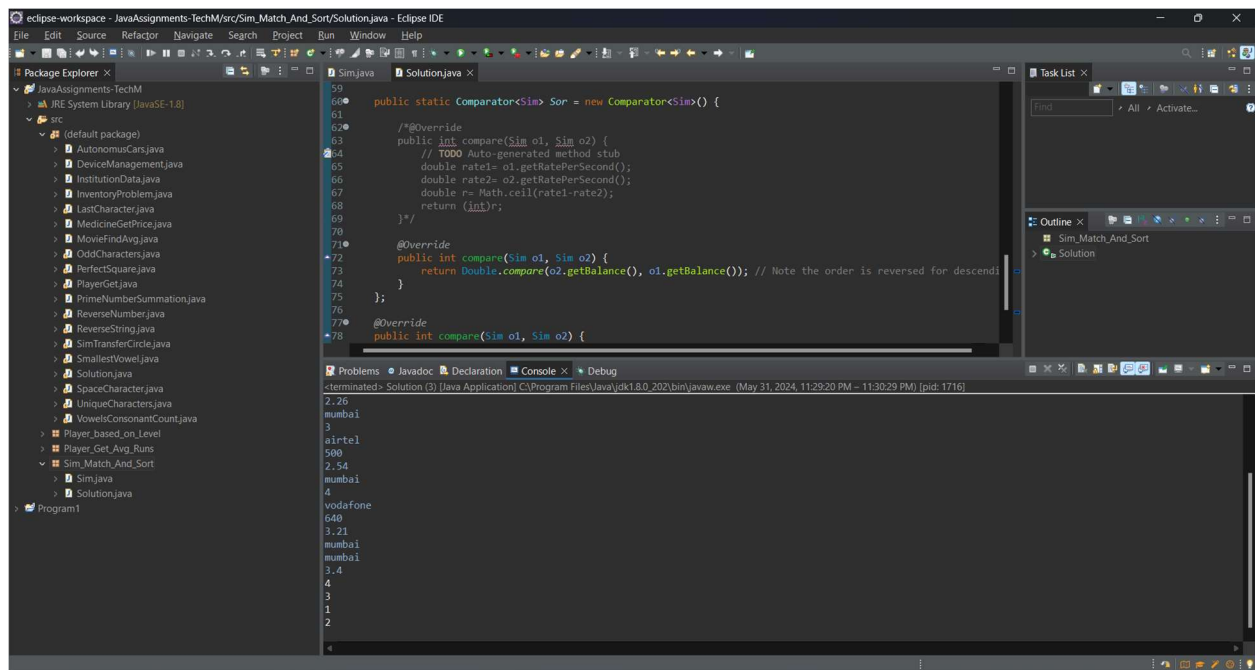 eclipse-workspace - JavaAssignments-TechM/src/Sim_Match_And_Sort/Solution.java - Eclipse IDE
File Edit Source Refactor Navigate Search Project Run Window Help
Package Explorer
JavaAssignments-TechM
JRE System Library [JavaSE-1.8]
src
(default package)
AutonomusCars.java
DeviceManagement.java
InstitutionData.java
InventoryProblem.java
LastCharacter.java
MedicineGetPrice.java
MovieFindAvg.java
OddCharacters.java
PerfectSquare.java
PlayerGet.java
PrimeNumberSummation.java
ReverseNumber.java
ReverseString.java
SimTransferCircle.java
SmallestVowel.java
Solution.java
SpaceCharacter.java
UniqueCharacters.java
VowelsConsonantCount.java
Player_based_on_Level
Player_Get_Avg_Runs
Sim_Match_And_Sort
Sim.java
Solution.java
Program1
Sim.java Solution.java
59
60 public static Comparator<Sim> Sor = new Comparator<Sim>() {
61
62 /*@Override
63 public int compare(Sim o1, Sim o2) {
64 // TODO Auto-generated method stub
65 double rate1= o1.getRatePerSecond();
66 double rate2= o2.getRatePerSecond();
67 double r= Math.ceil(rate1-rate2);
68 return (int)r;
69 }*/
70
71 @Override
72 public int compare(Sim o1, Sim o2) {
73 return Double.compare(o2.getBalance(), o1.getBalance()); // Note the order is reversed for descendi
74 }
75 };
76
77 @Override
78 public int compare(Sim o1, Sim o2) {
Problems Javadoc Declaration Console Debug
<terminated> Solution (3) [Java Application] C:\Program Files\Java\jdk1.8.0_202\bin\javaw.exe (May 31, 2024, 11:29:20 PM – 11:30:29 PM) [pid: 1716]
2.26
mumbai
3
airtel
500
2.54
mumbai
4
vodafone
640
3.21
mumbai
mumbai
3.4
4
3
1
2
Task List
Find All Activate...
Outline
Sim_Match_And_Sort
Solution